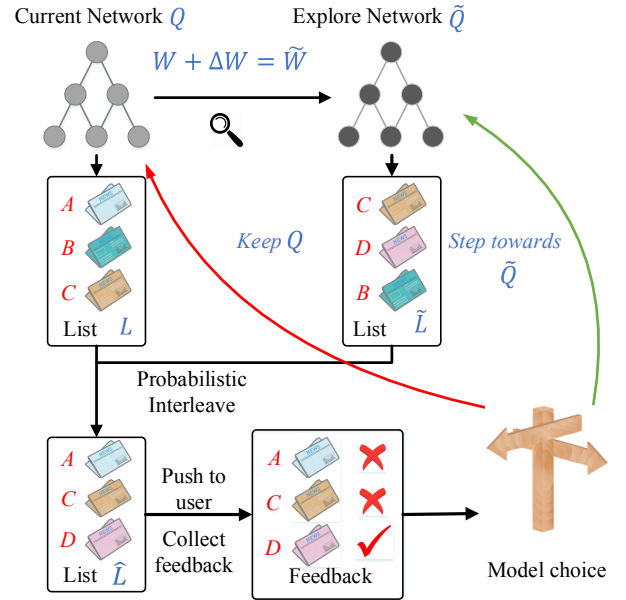 Current Network Q
Explore Network Q̃
W + ΔW = W̃
A
B
C
List L
C
D
B
List L̃
Keep Q
Step towards
Q̃
Probabilistic
Interleave
A
C
D
List L̂
Push to
user
Collect
feedback
A
C
D
Feedback
Model choice